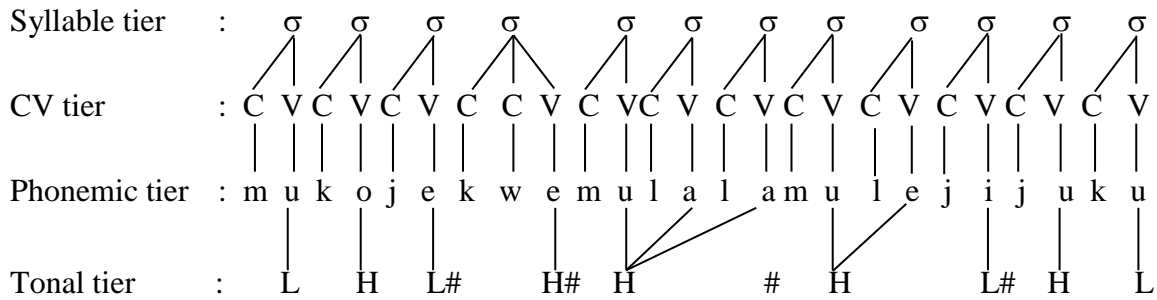 Syllable tier : σ σ σ σ σ σ σ σ σ σ σ σ
CV tier : C V C V C V C C V C V C V C V C V C V C V C V C V
Phonemic tier : m u k o j e k w e m u l a l a m u l e j i j u k u
Tonal tier : L H L# H# H # H L# H L